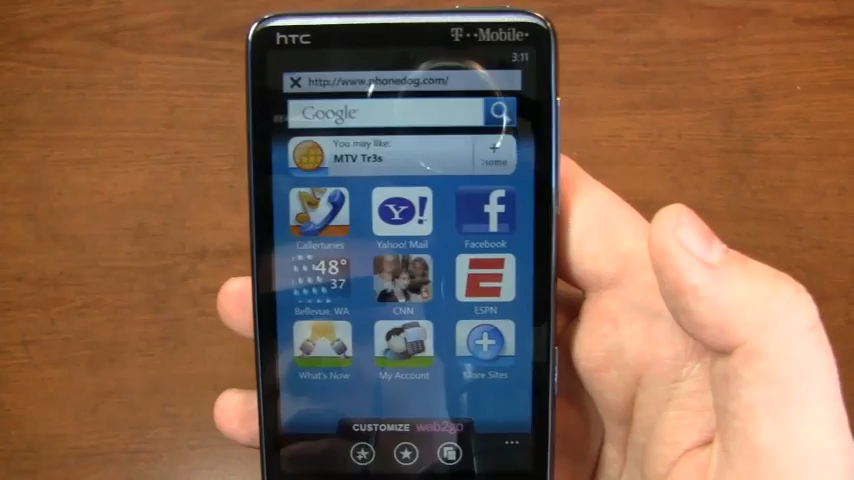 hTC
T··Mobile·
3:11
http://www.phonedog.com/
Google
You may like:
MTV Tr3s
+
Home
Callertunes
Y!
Yahoo! Mail
f
Facebook
48°
37
Bellevue, WA
CNN
E
ESPN
What's Now
My Account
More Sites
CUSTOMIZE web2go
...